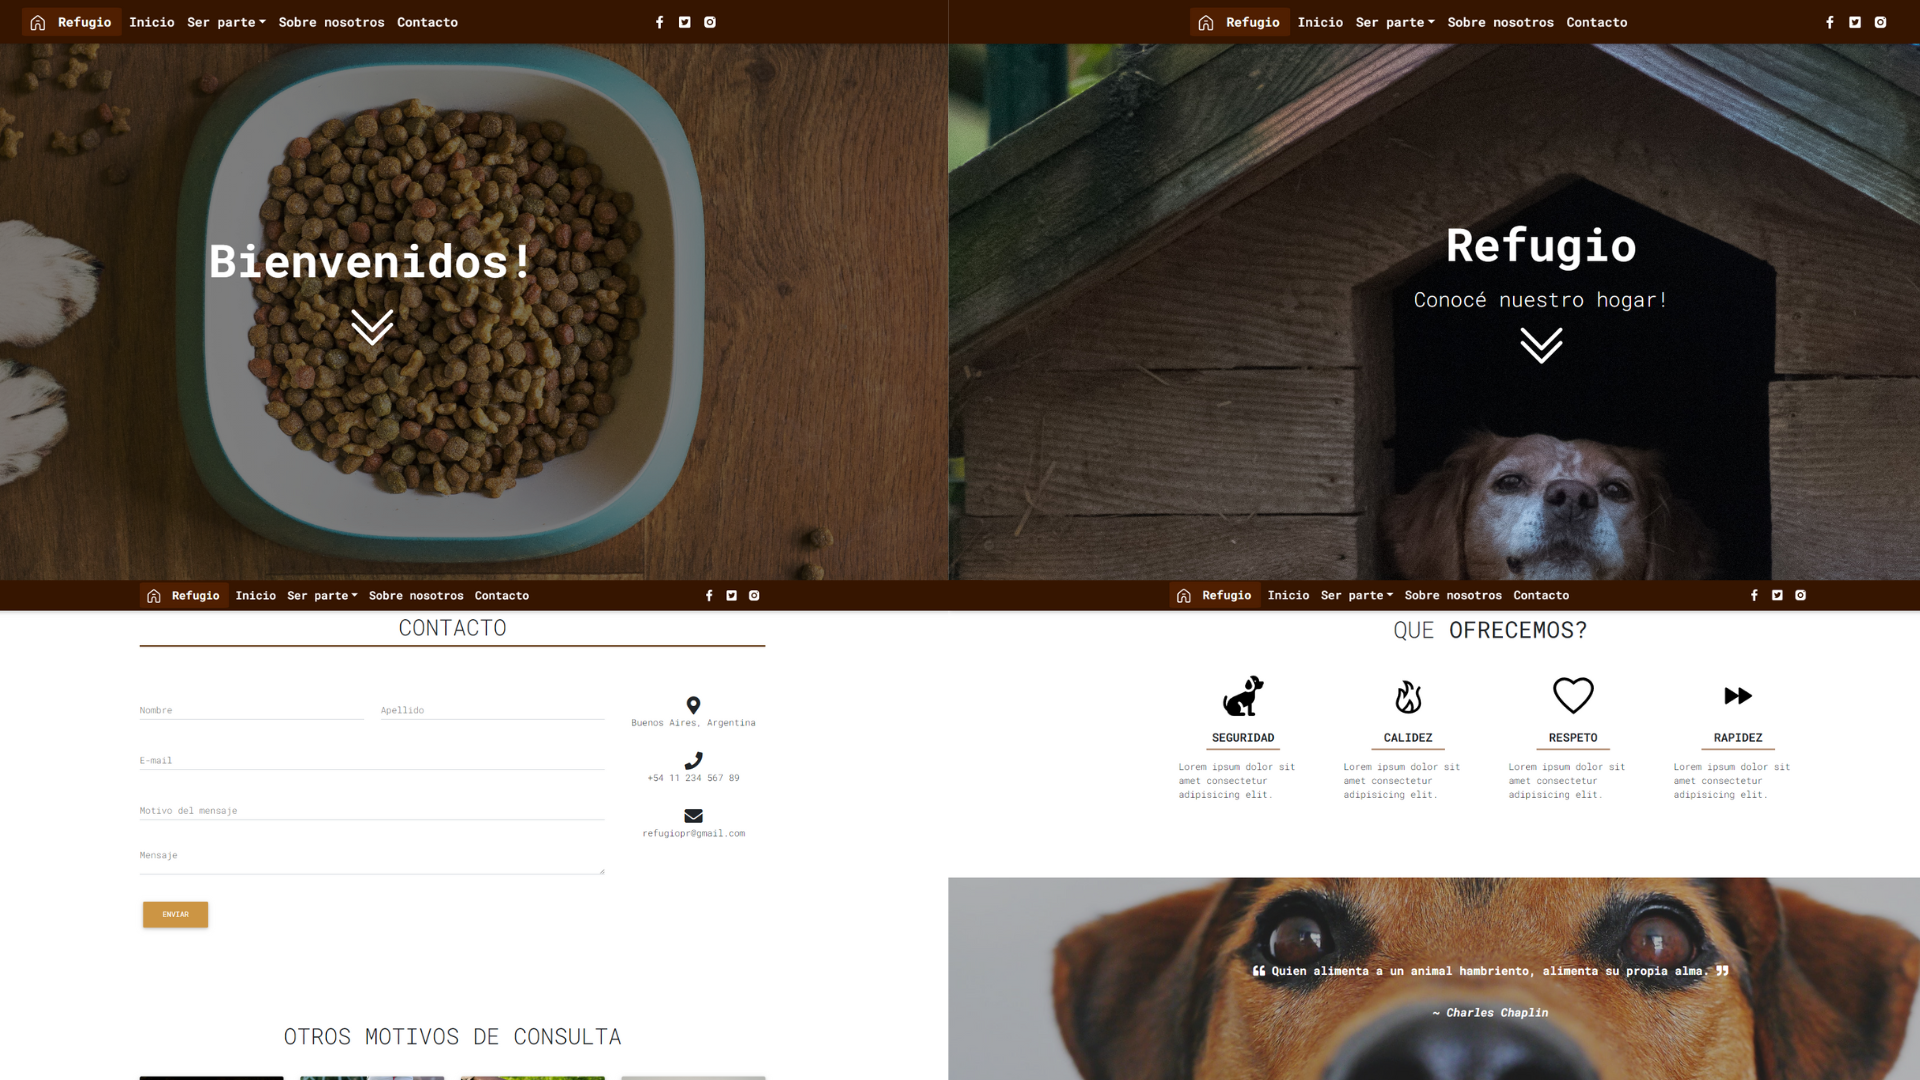 Refugio Inicio Ser parte Sobre nosotros Contacto
Bienvenidos!
Refugio Inicio Ser parte Sobre nosotros Contacto
Refugio
Conocé nuestro hogar!
Refugio Inicio Ser parte Sobre nosotros Contacto
CONTACTO
Nombre
Apellido
E-mail
Motivo del mensaje
Mensaje
ENVIAR
Buenos Aires, Argentina
+54 11 234 567 89
refugiopr@gmail.com
OTROS MOTIVOS DE CONSULTA
Refugio Inicio Ser parte Sobre nosotros Contacto
QUE OFRECEMOS?
SEGURIDAD
Lorem ipsum dolor sit
amet consectetur
adipisicing elit.
CALIDEZ
Lorem ipsum dolor sit
amet consectetur
adipisicing elit.
RESPETO
Lorem ipsum dolor sit
amet consectetur
adipisicing elit.
RAPIDEZ
Lorem ipsum dolor sit
amet consectetur
adipisicing elit.
❝ Quien alimenta a un animal hambriento, alimenta su propia alma. ❞
~ Charles Chaplin